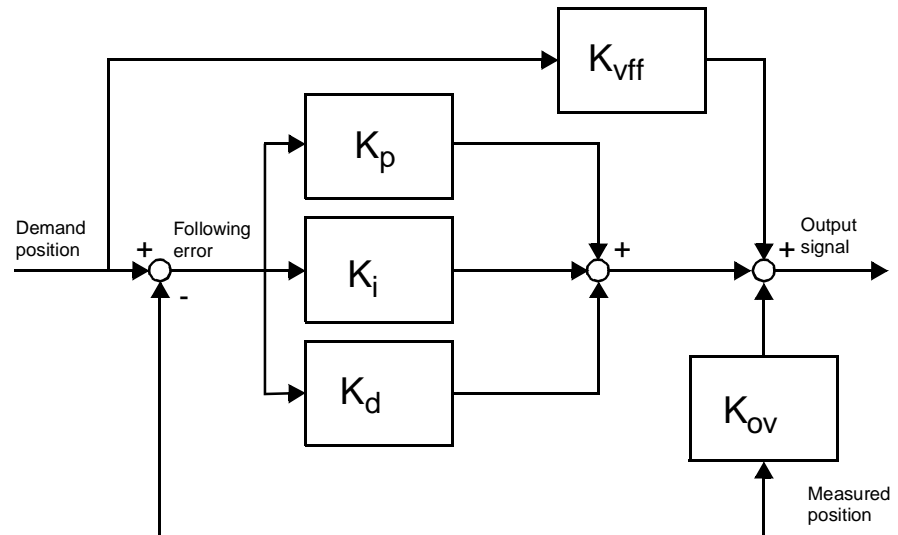 K_vff
K_p
Demand
position
+
Following
error
-
K_i
+
+
Output
signal
K_d
K_ov
Measured
position